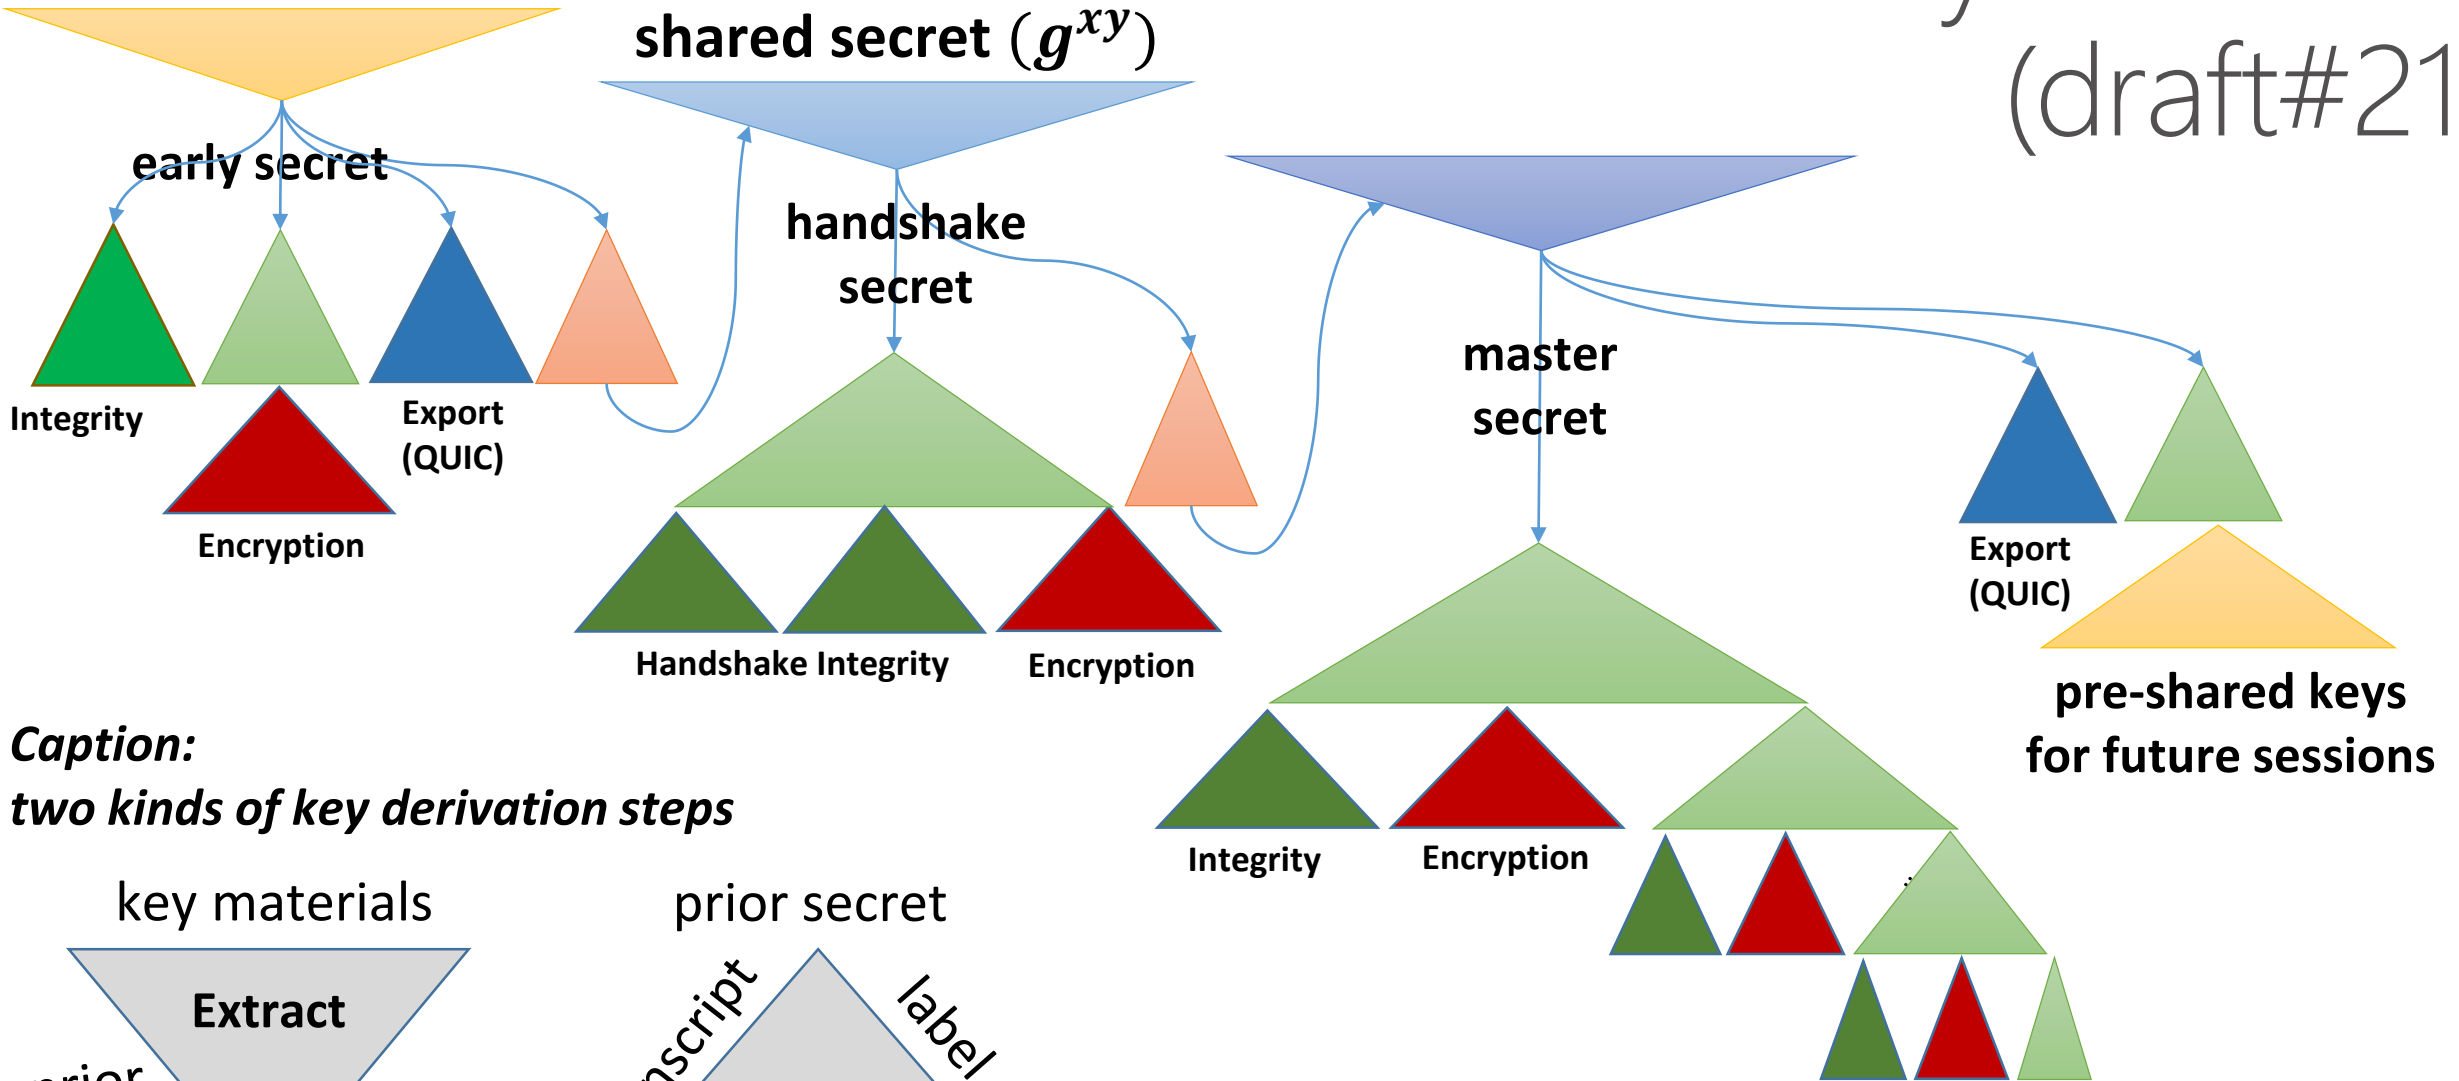 shared secret (g^xy)
(draft#21
early secret
handshake
secret
master
secret
Integrity
Export
(QUIC)
Encryption
Handshake Integrity
Encryption
Export
(QUIC)
pre-shared keys
for future sessions
Integrity
Encryption
Caption:
two kinds of key derivation steps
key materials
prior secret
Extract
label
prior